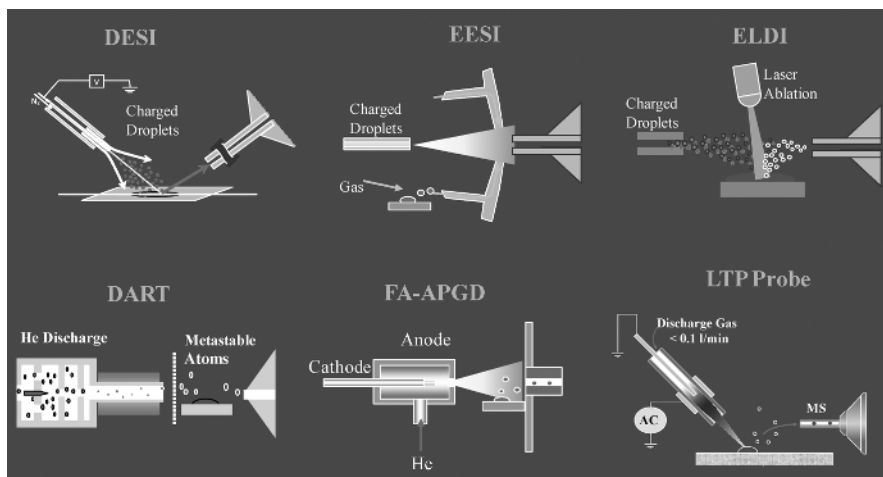 DESI
V
N₂
Charged
Droplets
EESI
Charged
Droplets
Gas
ELDI
Laser
Ablation
Charged
Droplets
DART
He Discharge
Metastable
Atoms
FA-APGD
Anode
Cathode
He
LTP Probe
Discharge Gas
< 0.1 l/min
AC
MS